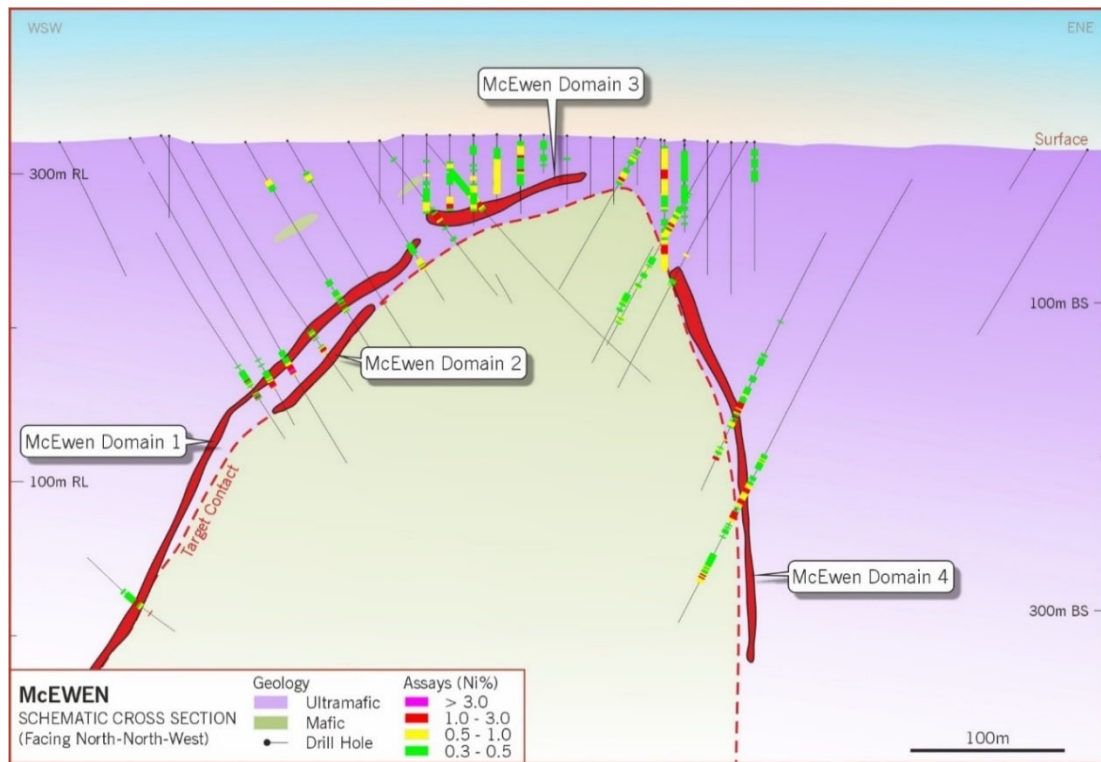 WSW
ENE
McEwen Domain 3
Surface
300m RL
100m BS
McEwen Domain 2
McEwen Domain 1
100m RL
Target Contact
McEwen Domain 4
300m BS
McEWEN
SCHEMATIC CROSS SECTION
(Facing North-North-West)
Geology
Ultramafic
Mafic
Drill Hole
Assays (Ni%)
> 3.0
1.0 - 3.0
0.5 - 1.0
0.3 - 0.5
100m